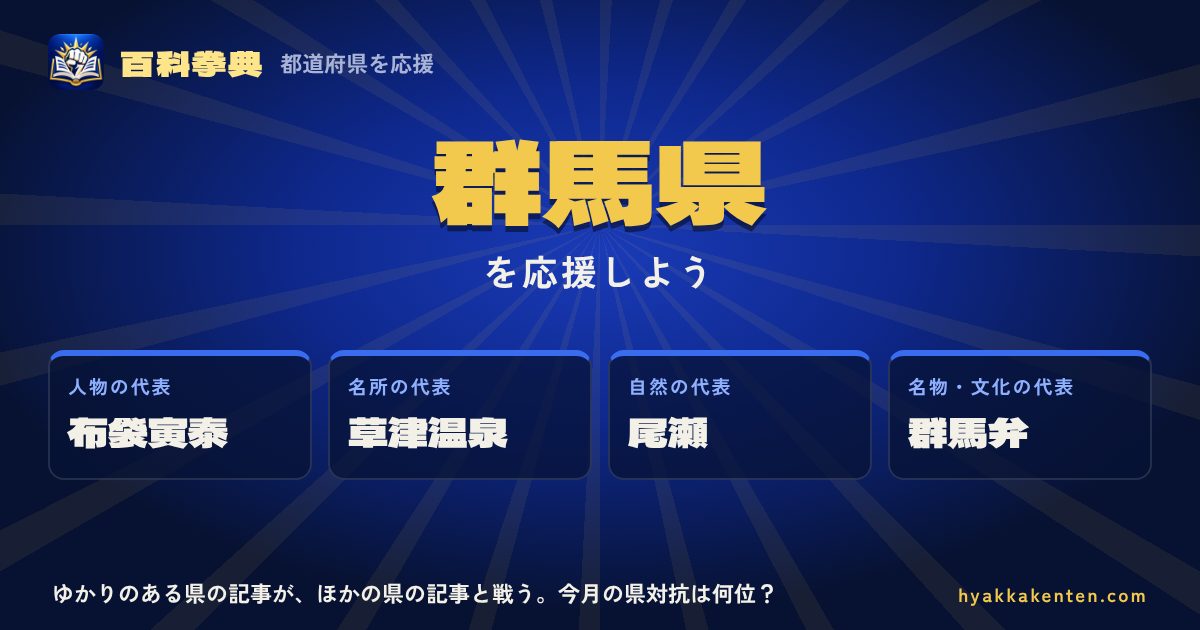 百科拳典 都道府県を応援
群馬県
を応援しよう
人物の代表
布袋寅泰
名所の代表
草津温泉
自然の代表
尾瀬
名物・文化の代表
群馬弁
ゆかりのある県の記事が、ほかの県の記事と戦う。今月の県対抗は何位？
hyakkakenten.com